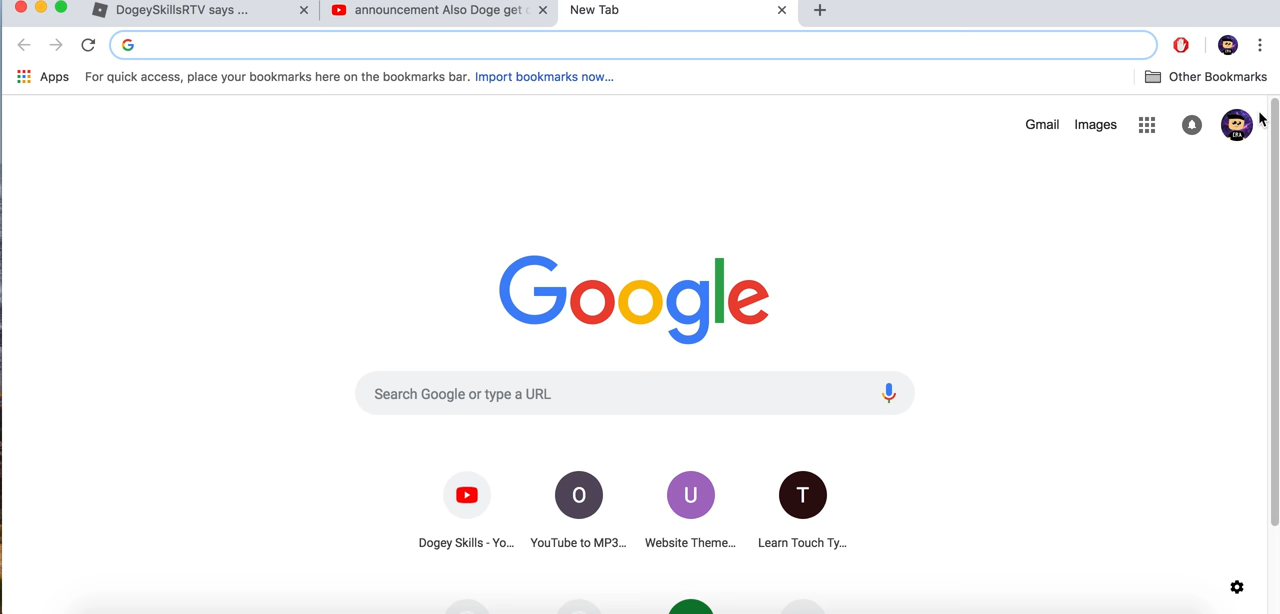 DogeySkillsRTV says ...
announcement Also Doge get c
New Tab
Apps
For quick access, place your bookmarks here on the bookmarks bar. Import bookmarks now...
Other Bookmarks
Gmail
Images
Google
Search Google or type a URL
O
U
T
Dogey Skills - Yo...
YouTube to MP3...
Website Theme...
Learn Touch Ty...